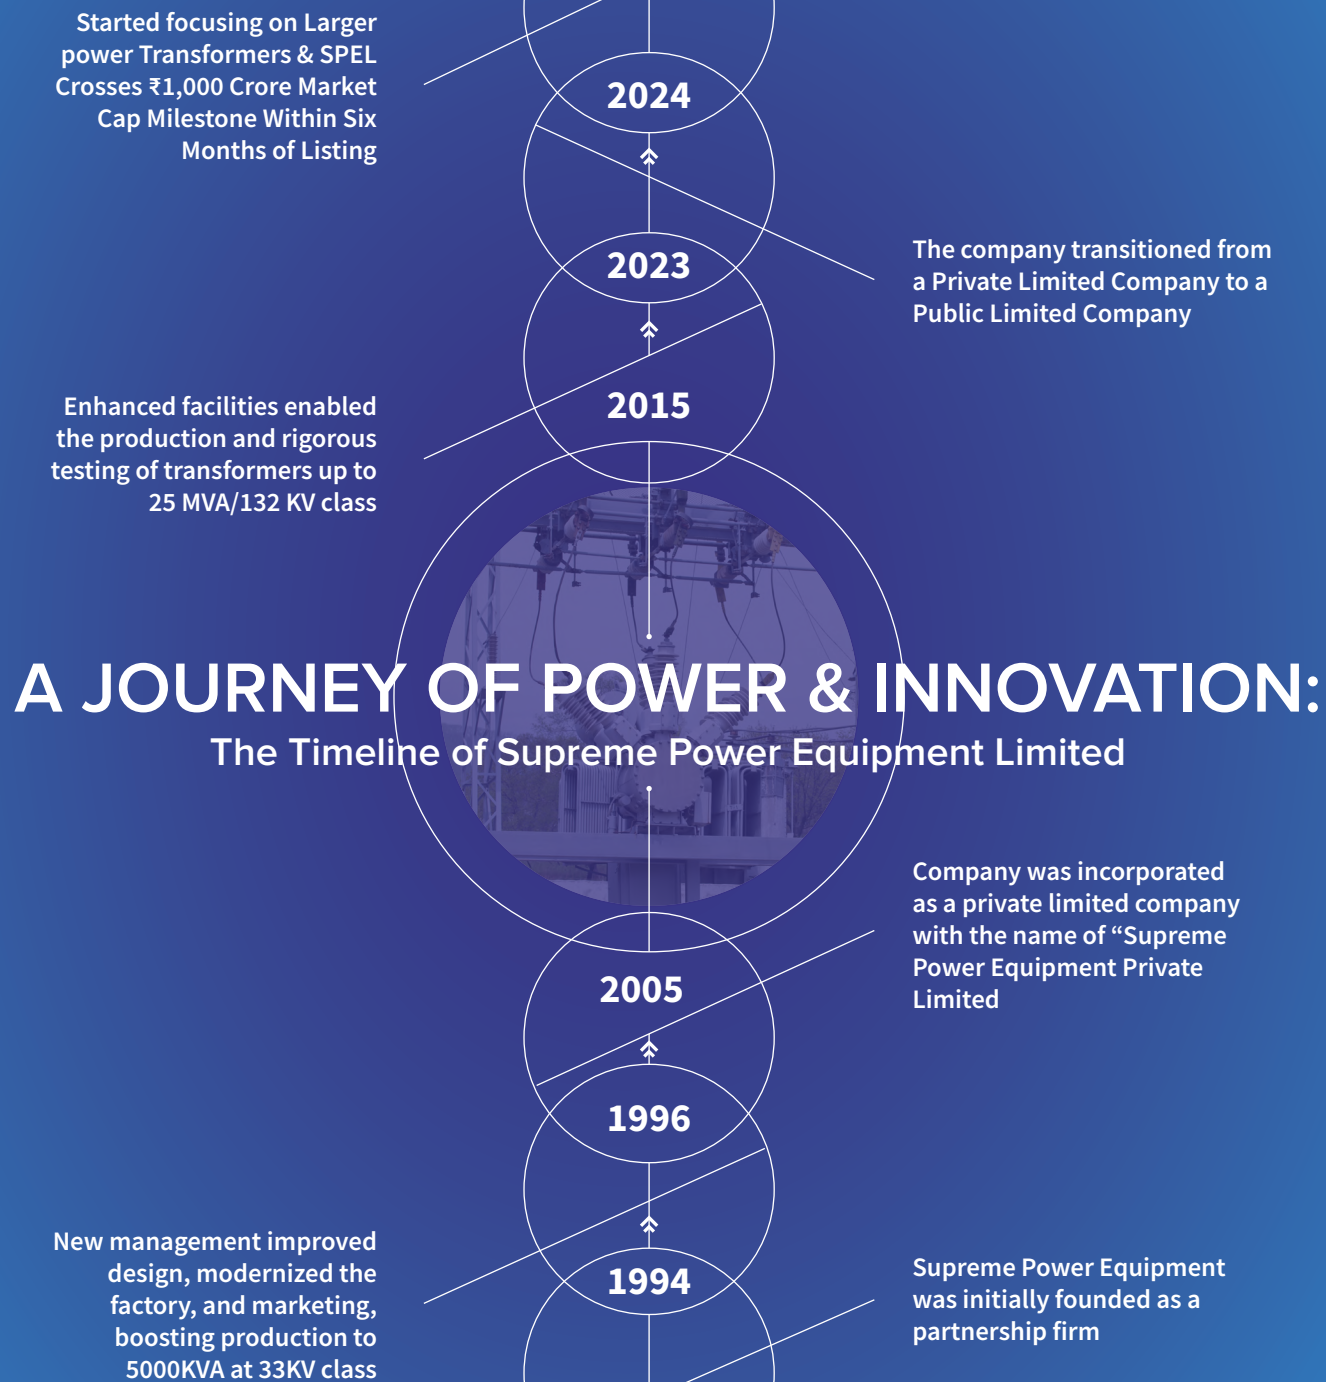 Started focusing on Larger
power Transformers & SPEL
Crosses ₹1,000 Crore Market
Cap Milestone Within Six
Months of Listing
2024
2023
The company transitioned from
a Private Limited Company to a
Public Limited Company
2015
Enhanced facilities enabled
the production and rigorous
testing of transformers up to
25 MVA/132 KV class
A JOURNEY OF POWER & INNOVATION:
The Timeline of Supreme Power Equipment Limited
Company was incorporated
as a private limited company
with the name of “Supreme
Power Equipment Private
Limited
2005
1996
New management improved
design, modernized the
factory, and marketing,
boosting production to
5000KVA at 33KV class
1994
Supreme Power Equipment
was initially founded as a
partnership firm